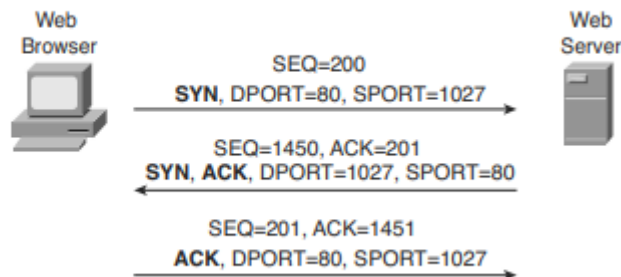 Web
Browser
Web
Server
SEQ=200
SYN, DPORT=80, SPORT=1027
SEQ=1450, ACK=201
SYN, ACK, DPORT=1027, SPORT=80
SEQ=201, ACK=1451
ACK, DPORT=80, SPORT=1027